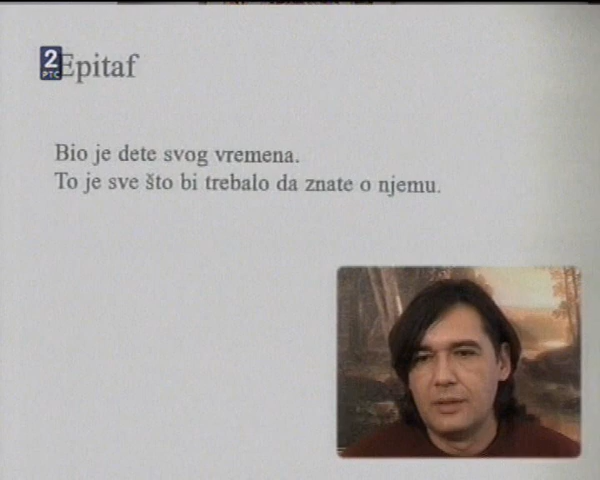 2
РТС
Epitaf
Bio je dete svog vremena.
To je sve što bi trebalo da znate o njemu.